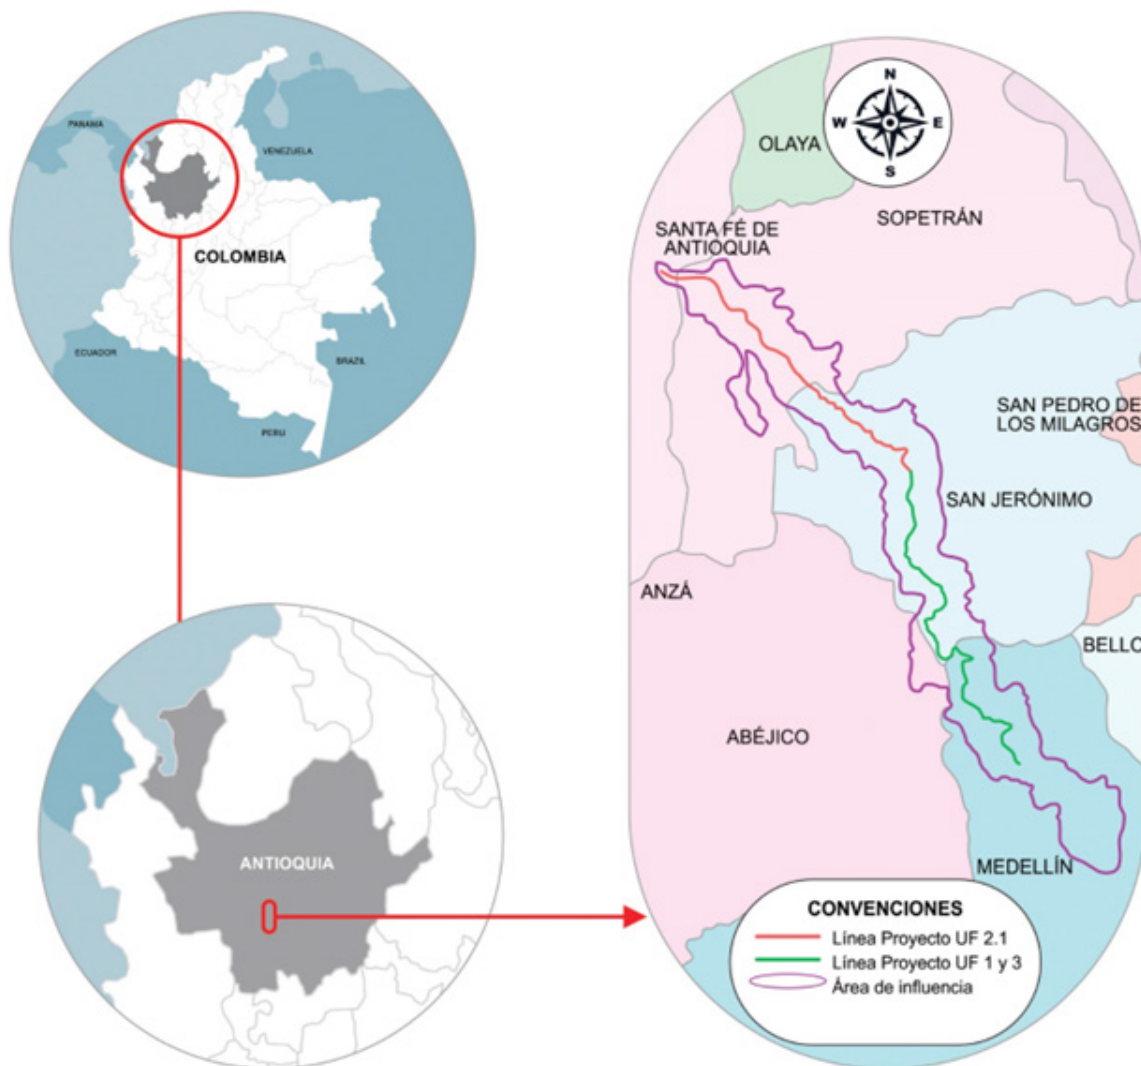 PANAMA
VENEZUELA
COLOMBIA
ECUADOR
BRAZIL
PERU
ANTIOQUIA
N
W
E
S
OLAYA
SOPETRÁN
SANTA FÉ DE
ANTIOQUIA
SAN PEDRO DE
LOS MILAGROS
SAN JERÓNIMO
ANZÁ
BELLO
ABÉJICO
MEDELLÍN
CONVENCIONES
Línea Proyecto UF 2.1
Línea Proyecto UF 1 y 3
Área de influencia